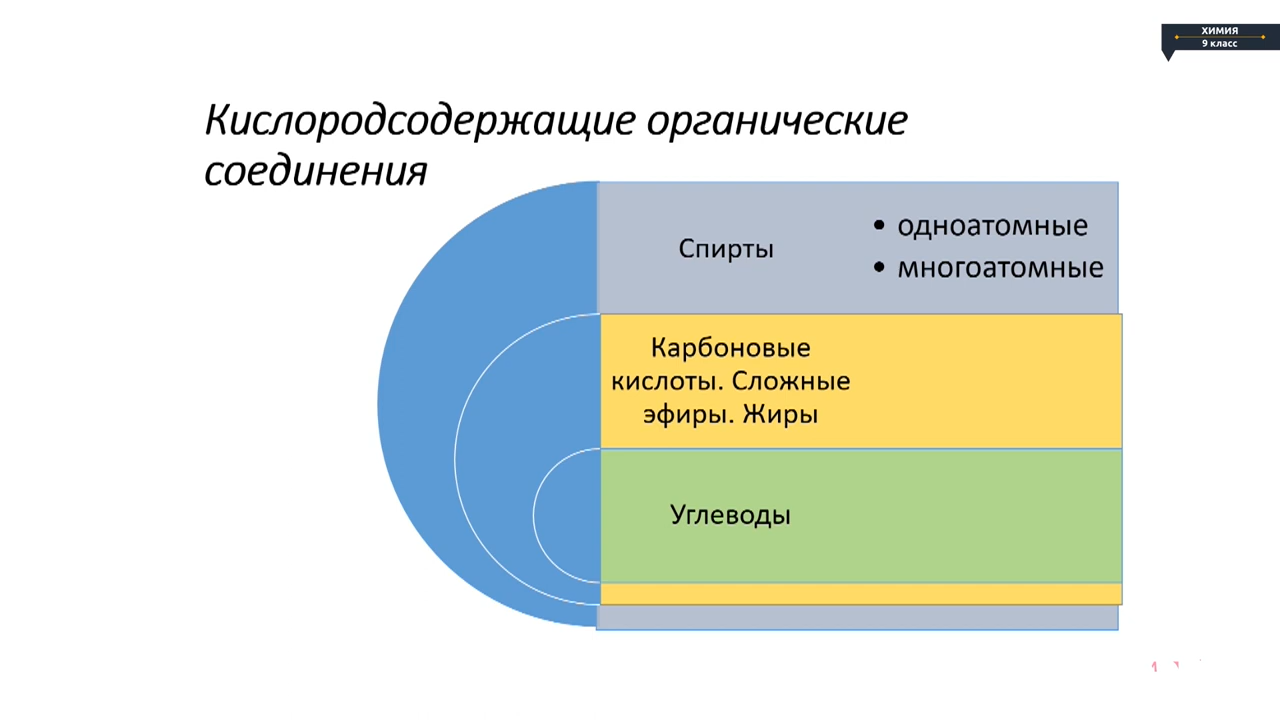 ХИМИЯ
9 класс
Кислородсодержащие органические
соединения
Спирты
• одноатомные
• многоатомные
Карбоновые
кислоты. Сложные
эфиры. Жиры
Углеводы